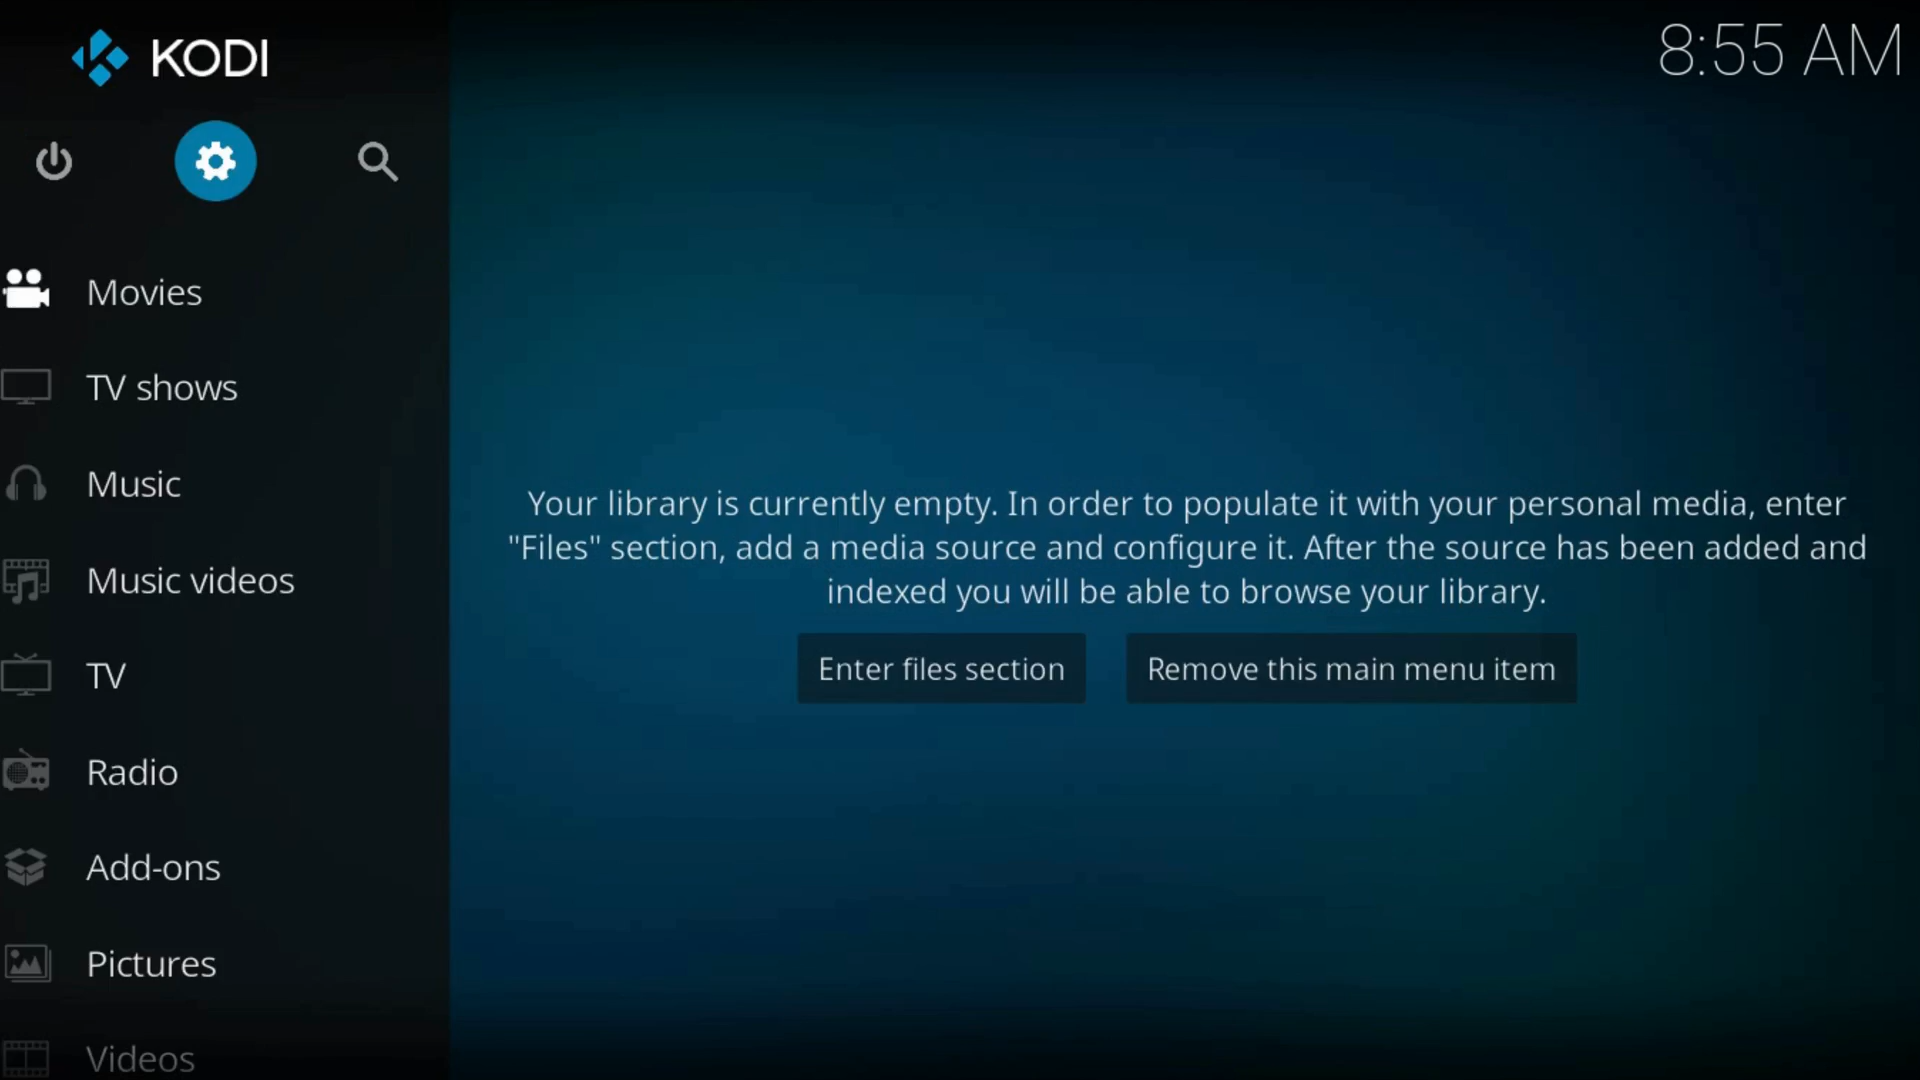 KODI
8:55 AM
Movies
TV shows
Music
Music videos
TV
Radio
Add-ons
Pictures
Videos
Your library is currently empty. In order to populate it with your personal media, enter
"Files" section, add a media source and configure it. After the source has been added and
indexed you will be able to browse your library.
Enter files section
Remove this main menu item